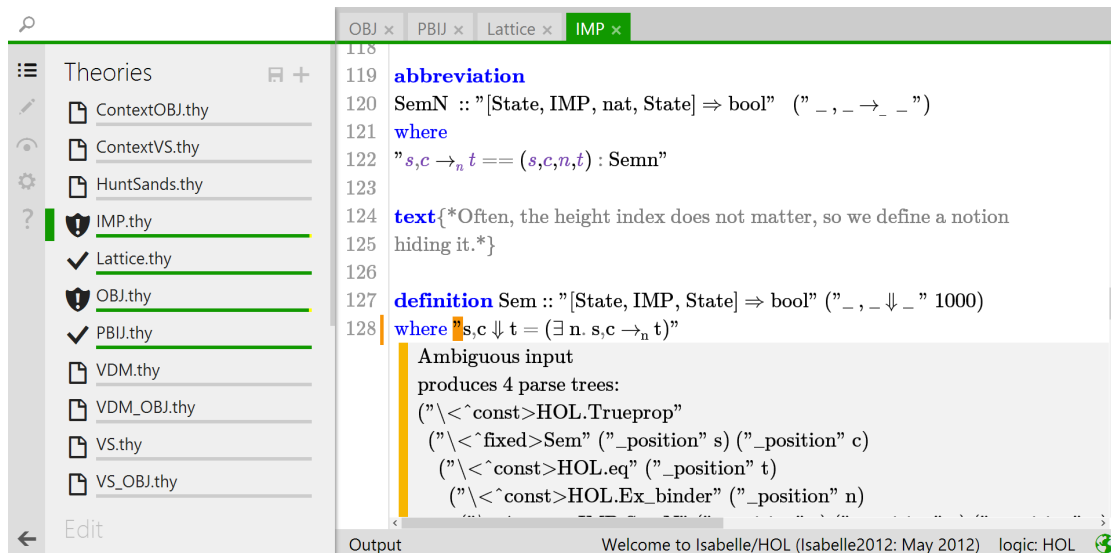 OBJ × PBIJ × Lattice × IMP ×
Theories
ContextOBJ.thy
ContextVS.thy
HuntSands.thy
IMP.thy
Lattice.thy
OBJ.thy
PBIJ.thy
VDM.thy
VDM_OBJ.thy
VS.thy
VS_OBJ.thy
Edit
118
119 abbreviation
120 SemN :: "[State, IMP, nat, State] ⇒ bool" (" _ , _ →_ _ ")
121 where
122 "s,c →n t == (s,c,n,t) : Semn"
123
124 text{*Often, the height index does not matter, so we define a notion
125 hiding it.*}
126
127 definition Sem :: "[State, IMP, State] ⇒ bool" ("_ , _ ⇓ _ " 1000)
128 where "s,c ⇓ t = (∃ n. s,c →n t)"
Ambiguous input
produces 4 parse trees:
("\<^const>HOL.Trueprop"
("\<^fixed>Sem" ("_position" s) ("_position" c)
("\<^const>HOL.eq" ("_position" t)
("\<^const>HOL.Ex_binder" ("_position" n)
Output Welcome to Isabelle/HOL (Isabelle2012: May 2012) logic: HOL